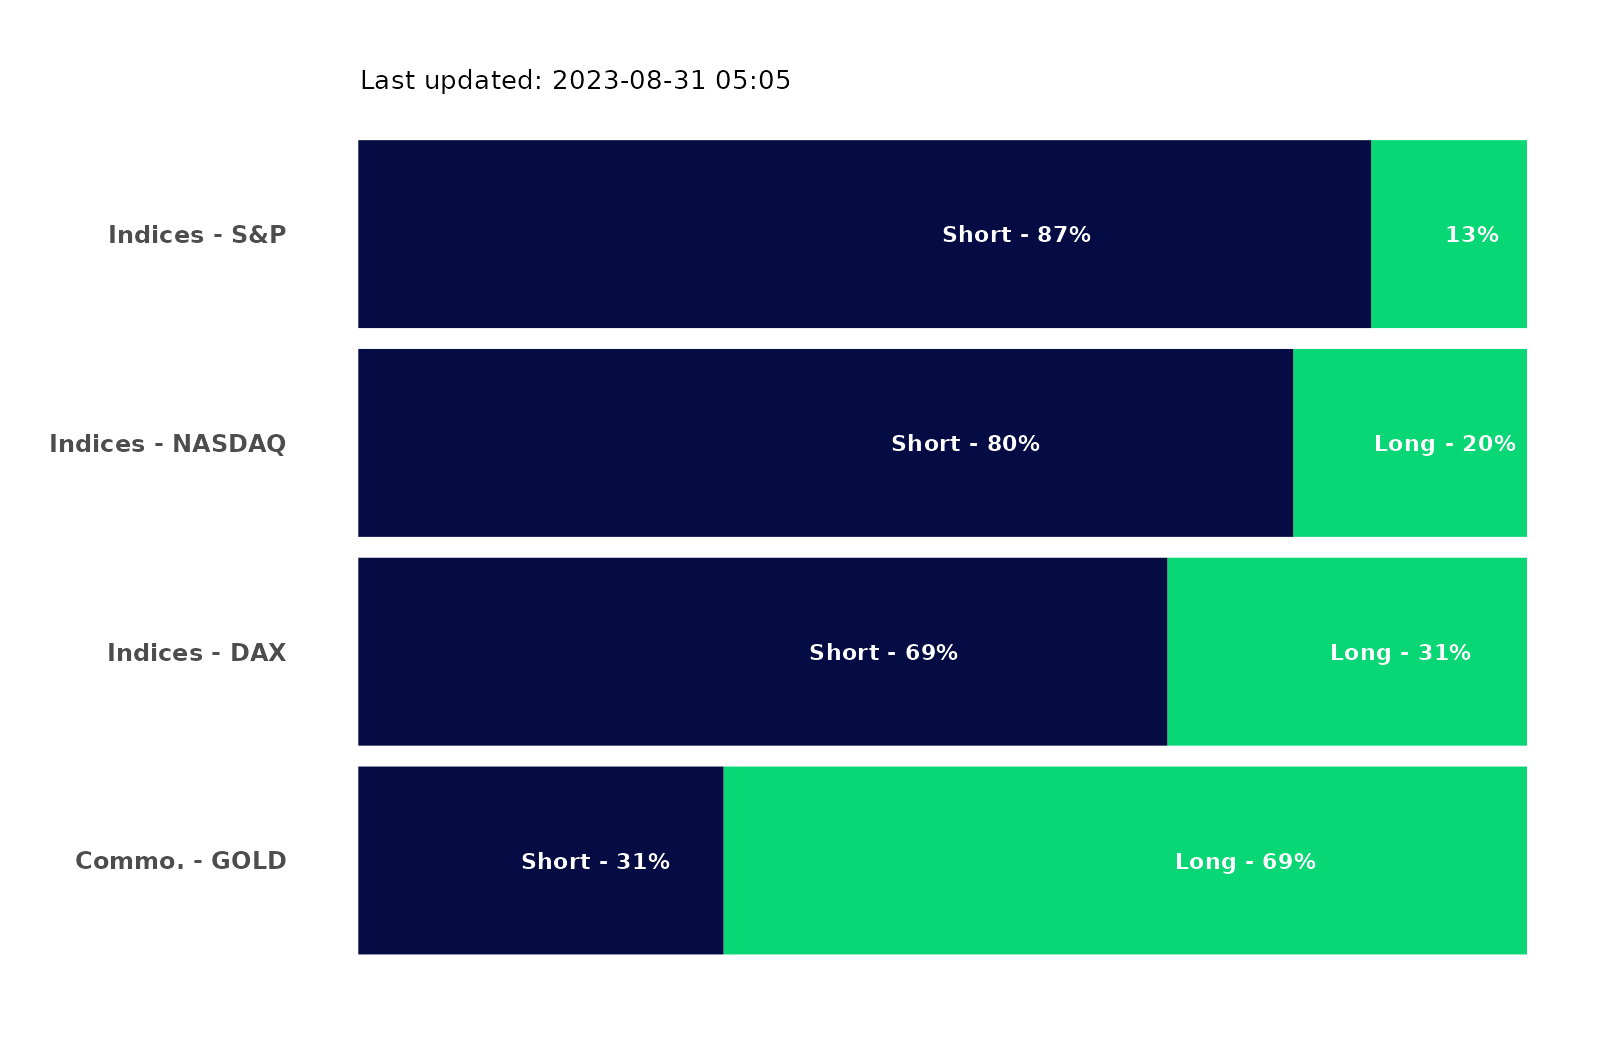 Last updated: 2023-08-31 05:05
Indices - S&P
Short - 87%
13%
Indices - NASDAQ
Short - 80%
Long - 20%
Indices - DAX
Short - 69%
Long - 31%
Commo. - GOLD
Short - 31%
Long - 69%